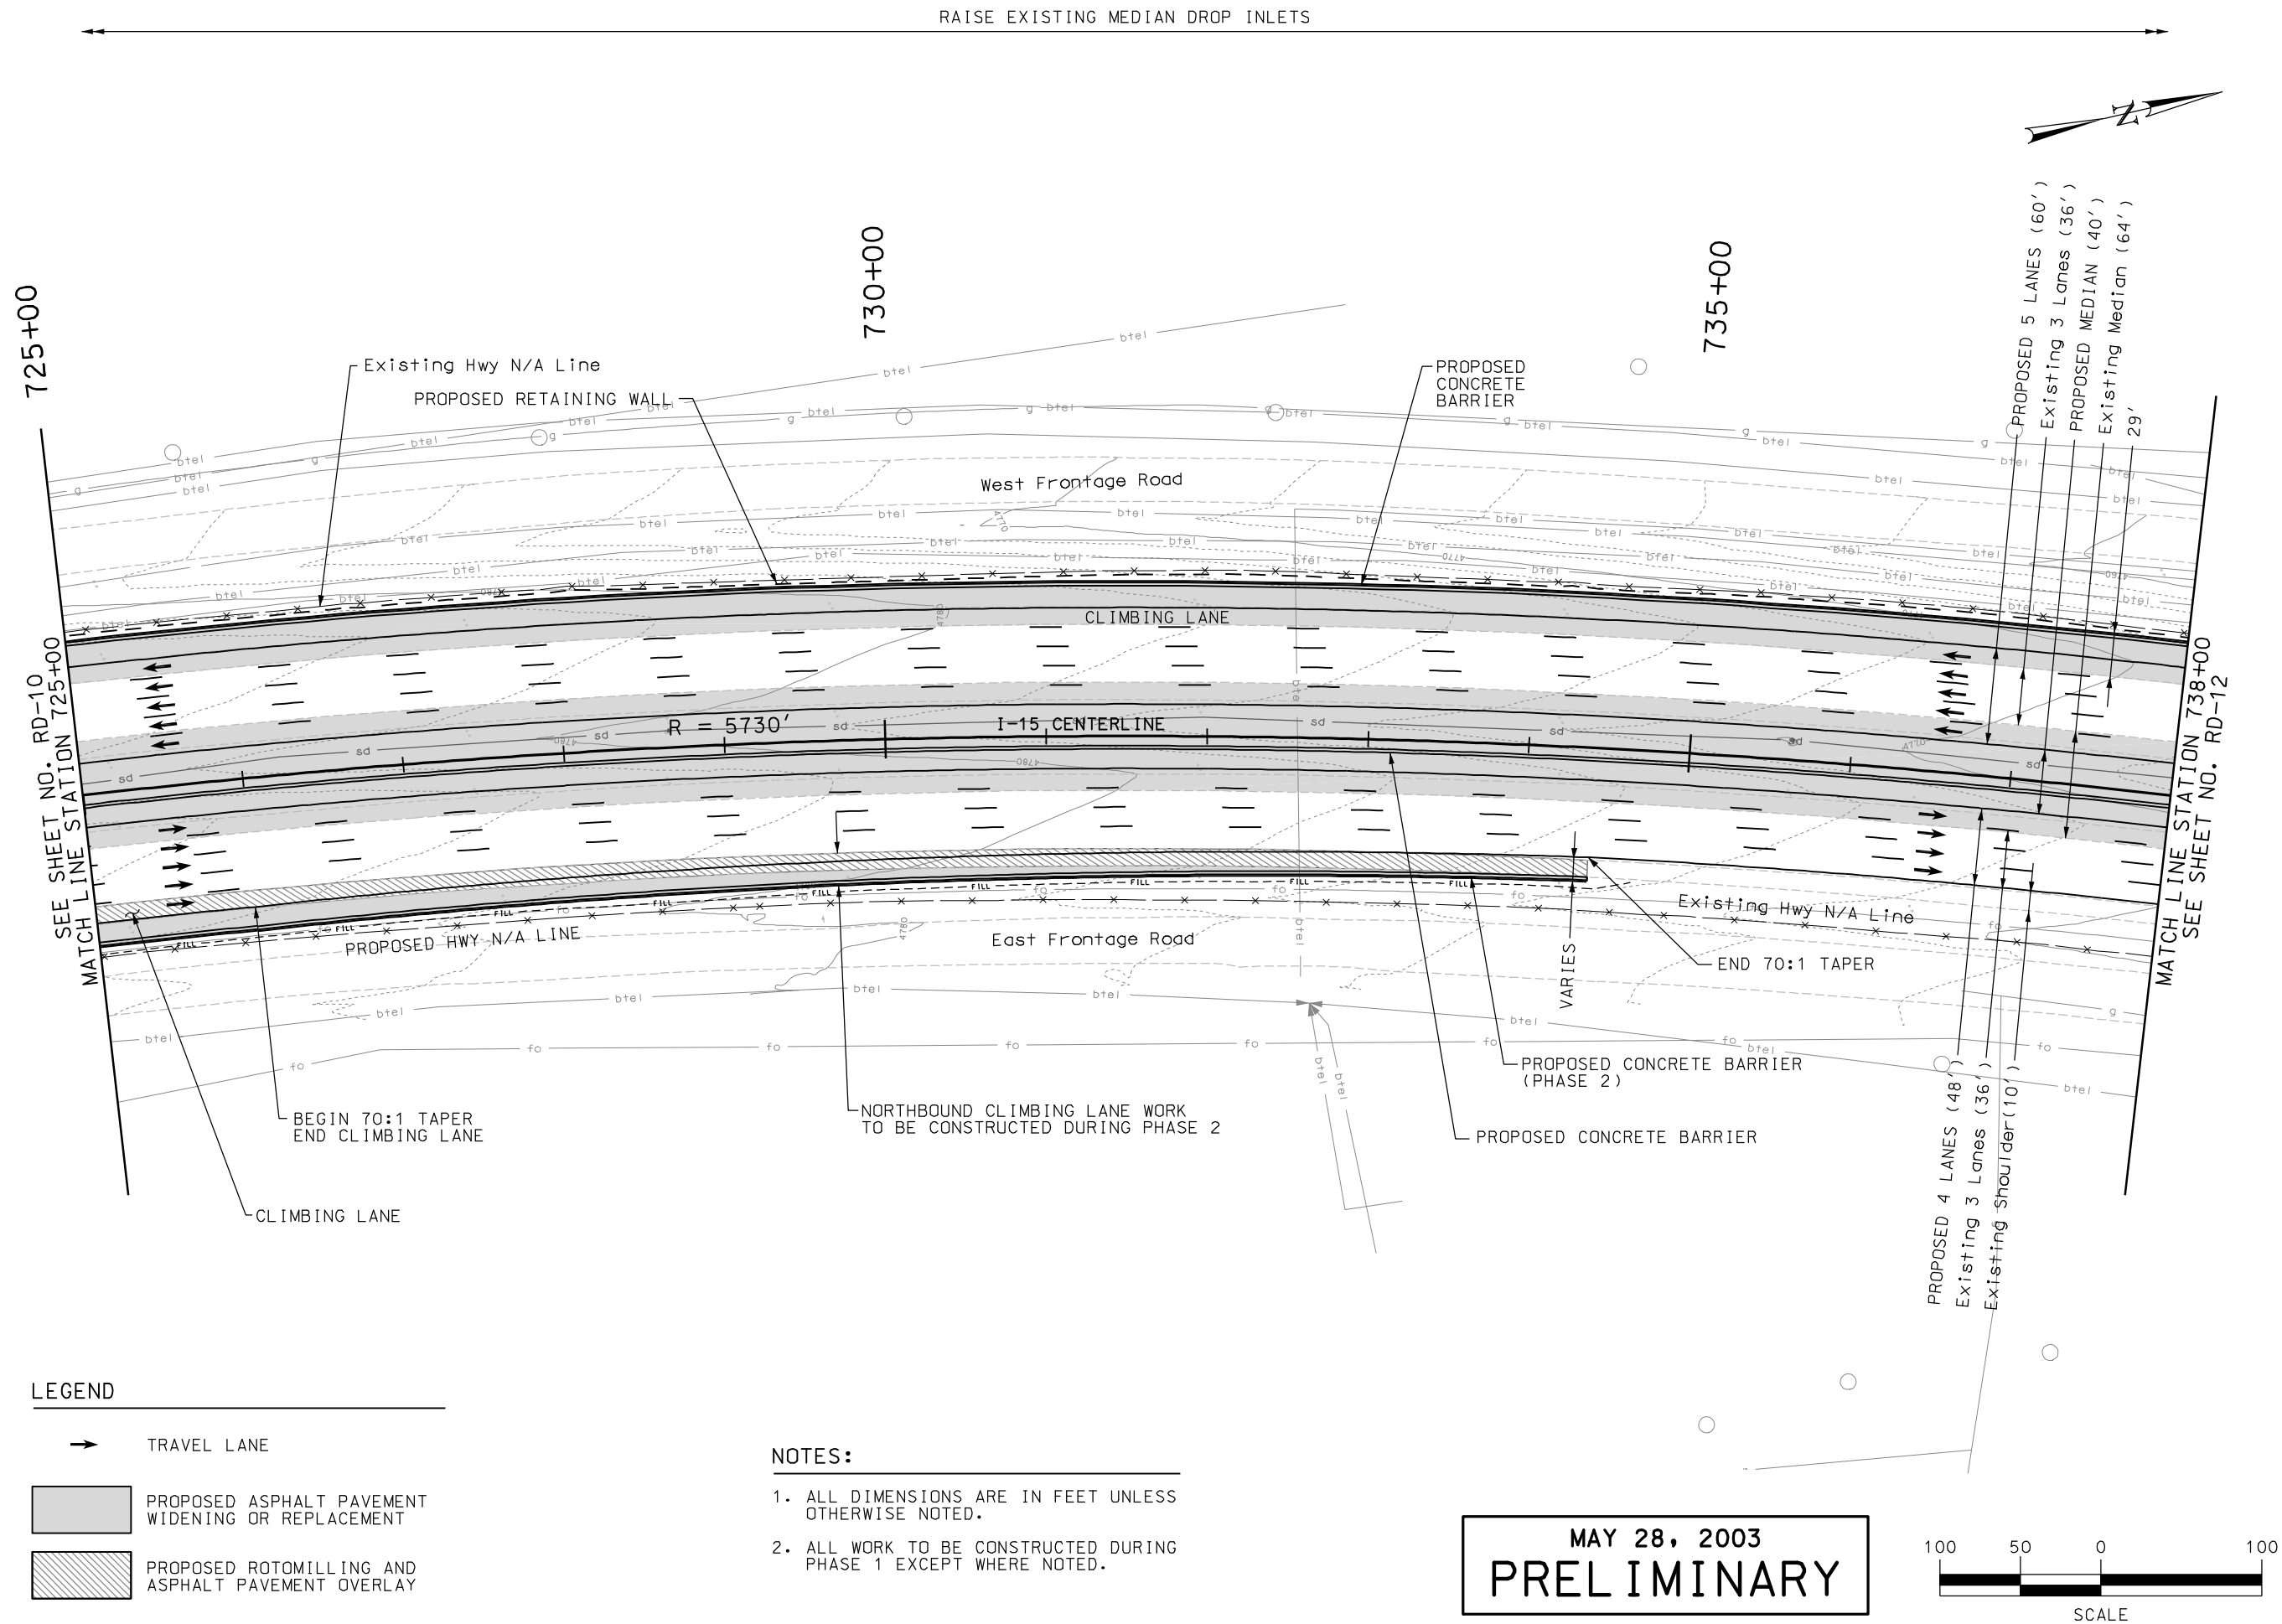 RAISE EXISTING MEDIAN DROP INLETS
N
725+00
730+00
735+00
PROPOSED 5 LANES (60')
Existing 3 Lanes (36')
PROPOSED MEDIAN (40')
Existing Median (64')
29'
Existing Hwy N/A Line
PROPOSED RETAINING WALL
PROPOSED
CONCRETE
BARRIER
West Frontage Road
CLIMBING LANE
R = 5730'
I-15 CENTERLINE
SEE SHEET NO. RD-10
MATCH LINE STATION 725+00
MATCH LINE STATION 738+00
SEE SHEET NO. RD-12
btel
g
sd
fo
4770
4780
FILL
PROPOSED HWY N/A LINE
East Frontage Road
Existing Hwy N/A Line
VARIES
END 70:1 TAPER
PROPOSED CONCRETE BARRIER
(PHASE 2)
PROPOSED CONCRETE BARRIER
NORTHBOUND CLIMBING LANE WORK
TO BE CONSTRUCTED DURING PHASE 2
BEGIN 70:1 TAPER
END CLIMBING LANE
CLIMBING LANE
PROPOSED 4 LANES (48')
Existing 3 Lanes (36')
Existing Shoulder(10')
LEGEND
TRAVEL LANE
PROPOSED ASPHALT PAVEMENT
WIDENING OR REPLACEMENT
PROPOSED ROTOMILLING AND
ASPHALT PAVEMENT OVERLAY
NOTES:
1. ALL DIMENSIONS ARE IN FEET UNLESS
OTHERWISE NOTED.
2. ALL WORK TO BE CONSTRUCTED DURING
PHASE 1 EXCEPT WHERE NOTED.
MAY 28, 2003
PRELIMINARY
100 50 0 100
SCALE